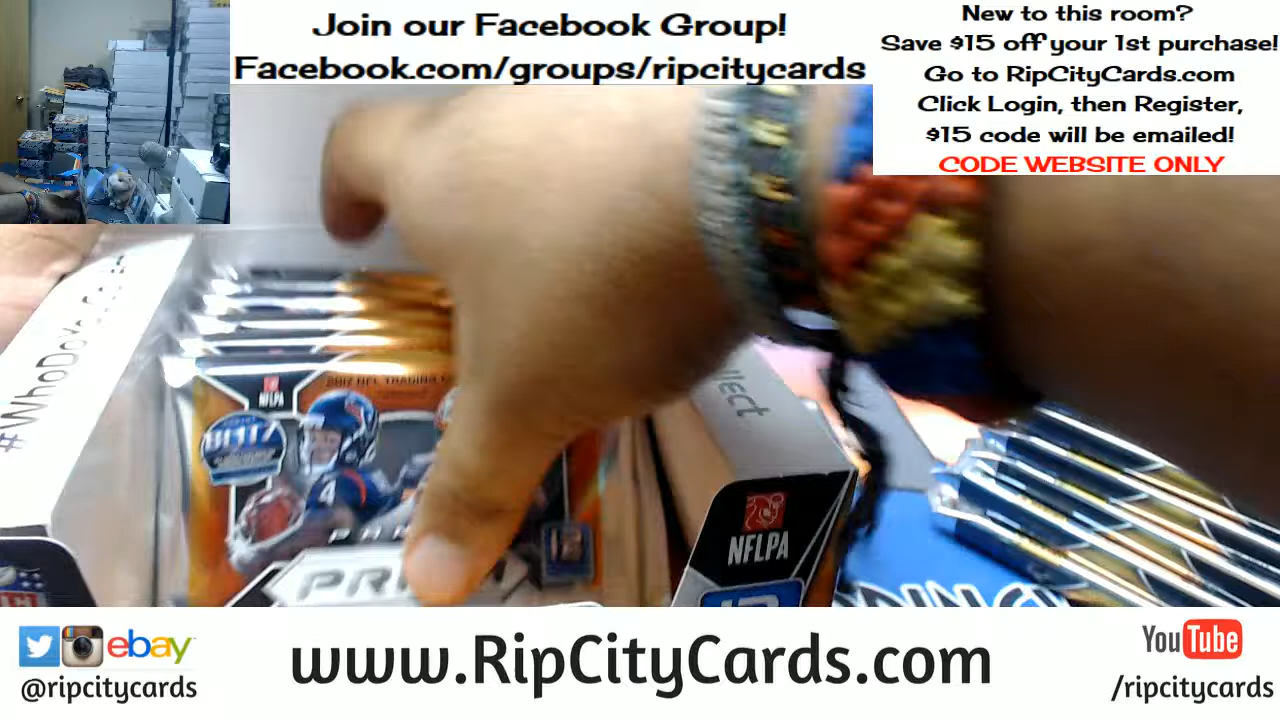 Join our Facebook Group!
Facebook.com/groups/ripcitycards
New to this room?
Save $15 off your 1st purchase!
Go to RipCityCards.com
Click Login, then Register,
$15 code will be emailed!
CODE WEBSITE ONLY
2017 NFL TRADING
NFLPA
4
PRI
NFLPA
ebay
@ripcitycards
www.RipCityCards.com
YouTube
/ripcitycards